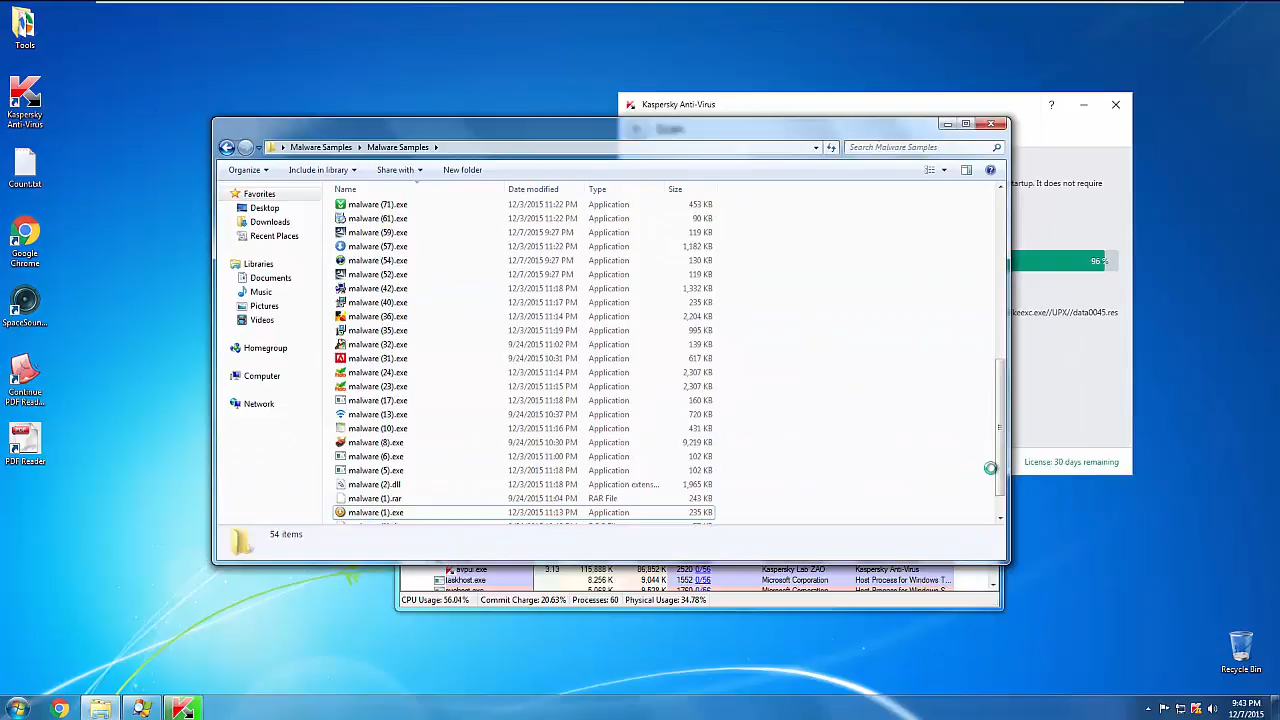 Tools
Kaspersky
Anti-Virus
Count.txt
Google
Chrome
SpaceSoun...
Continue
PDF Read...
PDF Reader
Kaspersky Anti-Virus
?
Scan
Malware Samples
Malware Samples
Search Malware Samples
Organize
Include in library
Share with
New folder
Favorites
Desktop
Downloads
Recent Places
Libraries
Documents
Music
Pictures
Videos
Homegroup
Computer
Network
Name Date modified Type Size
malware (71).exe 12/3/2015 11:22 PM Application 453 KB
malware (61).exe 12/3/2015 11:22 PM Application 90 KB
malware (59).exe 12/7/2015 9:27 PM Application 119 KB
malware (57).exe 12/3/2015 11:22 PM Application 1,182 KB
malware (54).exe 12/7/2015 9:27 PM Application 130 KB
malware (52).exe 12/7/2015 9:27 PM Application 119 KB
malware (42).exe 12/3/2015 11:18 PM Application 1,332 KB
malware (40).exe 12/3/2015 11:17 PM Application 235 KB
malware (36).exe 12/3/2015 11:14 PM Application 2,204 KB
malware (35).exe 12/3/2015 11:19 PM Application 995 KB
malware (32).exe 9/24/2015 11:02 PM Application 139 KB
malware (31).exe 9/24/2015 10:31 PM Application 617 KB
malware (24).exe 12/3/2015 11:14 PM Application 2,307 KB
malware (23).exe 12/3/2015 11:15 PM Application 2,307 KB
malware (17).exe 12/3/2015 11:18 PM Application 160 KB
malware (13).exe 9/24/2015 10:37 PM Application 720 KB
malware (10).exe 12/3/2015 11:16 PM Application 431 KB
malware (8).exe 9/24/2015 10:30 PM Application 9,219 KB
malware (6).exe 12/3/2015 11:00 PM Application 102 KB
malware (5).exe 12/3/2015 11:18 PM Application 102 KB
malware (2).dll 12/3/2015 11:18 PM Application extens... 1,965 KB
malware (1).rar 9/24/2015 11:04 PM RAR File 243 KB
malware (1).exe 12/3/2015 11:13 PM Application 235 KB
54 items
startup. It does not require
96 %
ikeexc.exe//UPX//data0045.res
License: 30 days remaining
avpui.exe 3.13 115,888 K 86,852 K 2520 0/56 Kaspersky Lab ZAO Kaspersky Anti-Virus
taskhost.exe 8,256 K 9,044 K 1552 0/56 Microsoft Corporation Host Process for Windows T...
CPU Usage: 56.04% Commit Charge: 20.63% Processes: 60 Physical Usage: 34.78%
Recycle Bin
9:43 PM
12/7/2015